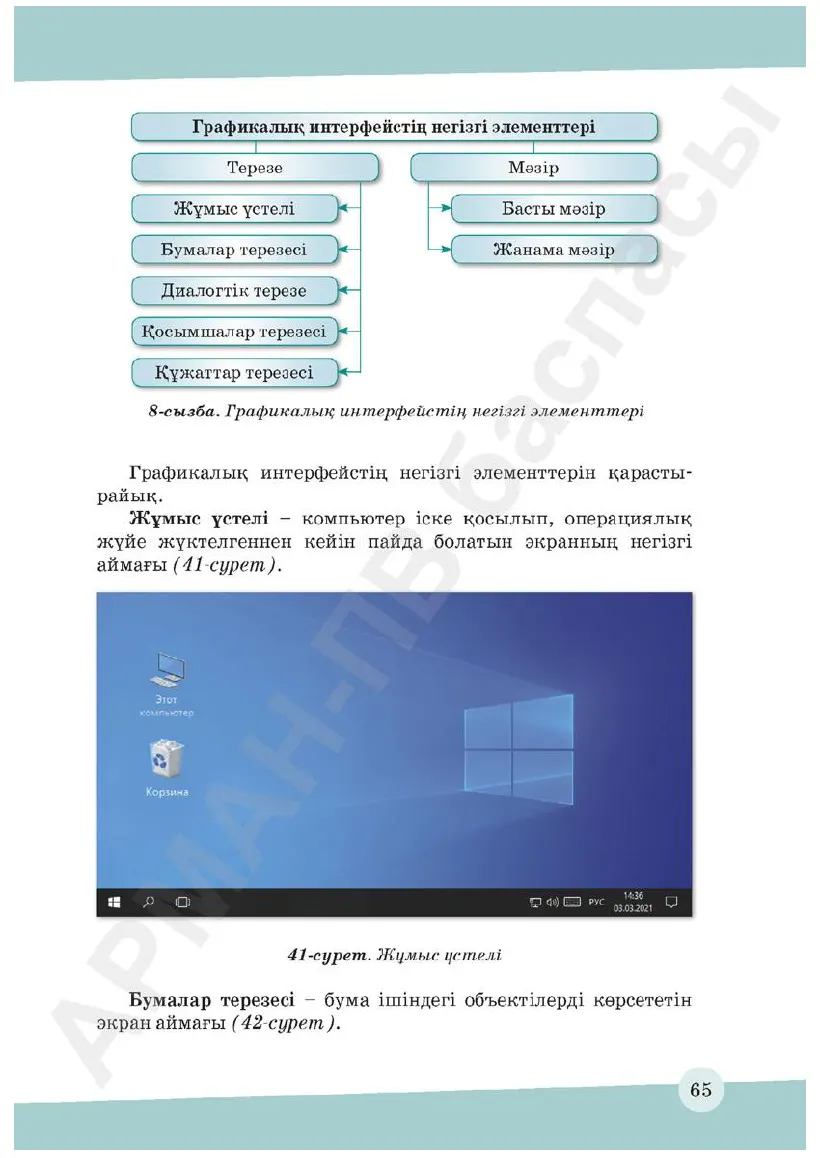 Графикалық интерфейстің негізгі элементтері
Терезе
Мәзір
Жұмыс үстелі
Басты мәзір
Бумалар терезесі
Жанама мәзір
Диалогтік терезе
Қосымшалар терезесі
Құжаттар терезесі
8-сызба. Графикалық интерфейстің негізгі элементтері
Графикалық интерфейстің негізгі элементтерін қарасты-
райық.
Жұмыс үстелі – компьютер іске қосылып, операциялық
жүйе жүктелгеннен кейін пайда болатын экранның негізгі
аймағы (41-сурет).
Этот
компьютер
Корзина
РУС
14:36
03.03.2021
41-сурет. Жұмыс үстелі
Бумалар терезесі – бума ішіндегі объектілерді көрсететін
экран аймағы (42-сурет).
65
АРМАН-ПВ баспасы